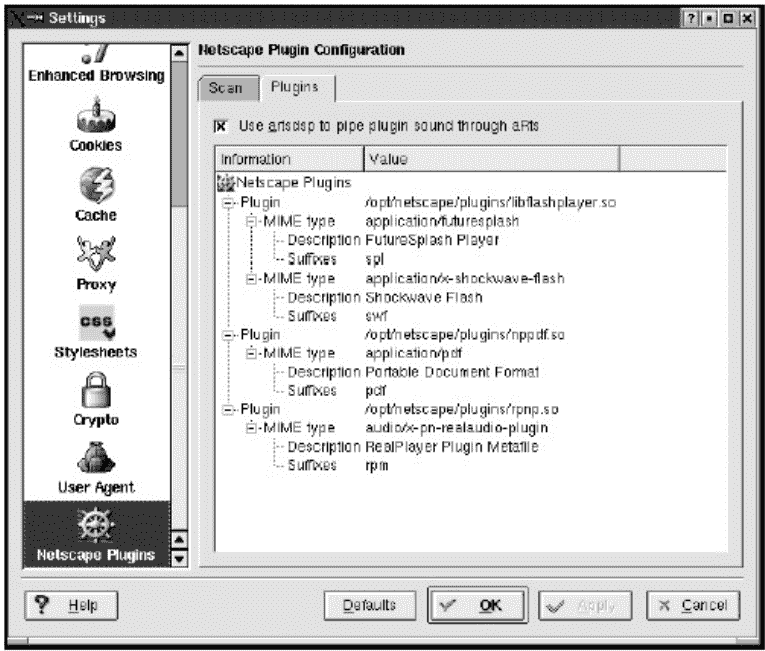 Settings
Enhanced Browsing
Cookies
Cache
Proxy
css
Stylesheets
Crypto
User Agent
Netscape Plugins
Netscape Plugin Configuration
Scan
Plugins
Use artsdsp to pipe plugin sound through aRts
Information Value
Netscape Plugins
Plugin /opt/netscape/plugins/libflashplayer.so
MIME type application/futuresplash
Description FutureSplash Player
Suffixes spl
MIME type application/x-shockwave-flash
Description Shockwave Flash
Suffixes swf
Plugin /opt/netscape/plugins/nppdf.so
MIME type application/pdf
Description Portable Document Format
Suffixes pdf
Plugin /opt/netscape/plugins/rpnp.so
MIME type audio/x-pn-realaudio-plugin
Description RealPlayer Plugin Metafile
Suffixes rpm
? Help
Defaults
OK
Apply
Cancel